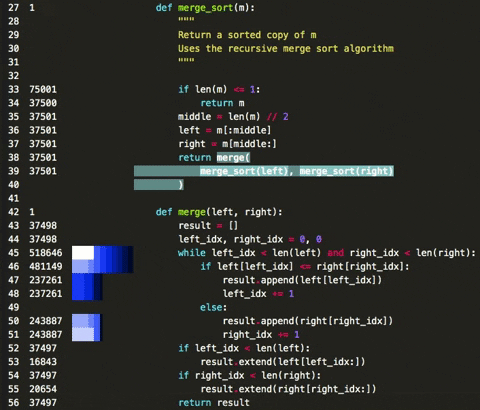 27 1 def merge_sort(m):
28 """
29 Return a sorted copy of m
30 Uses the recursive merge sort algorithm
31 """
32
33 75001 if len(m) <= 1:
34 37500 return m
35 37501 middle = len(m) // 2
36 37501 left = m[:middle]
37 37501 right = m[middle:]
38 37501 return merge(
39 37501 merge_sort(left), merge_sort(right)
40 )
41
42 1 def merge(left, right):
43 37498 result = []
44 37498 left_idx, right_idx = 0, 0
45 518646 while left_idx < len(left) and right_idx < len(right):
46 481149 if left[left_idx] <= right[right_idx]:
47 237261 result.append(left[left_idx])
48 237261 left_idx += 1
49 else:
50 243887 result.append(right[right_idx])
51 243887 right_idx += 1
52 37497 if left_idx < len(left):
53 16843 result.extend(left[left_idx:])
54 37497 if right_idx < len(right):
55 20654 result.extend(right[right_idx:])
56 37497 return result